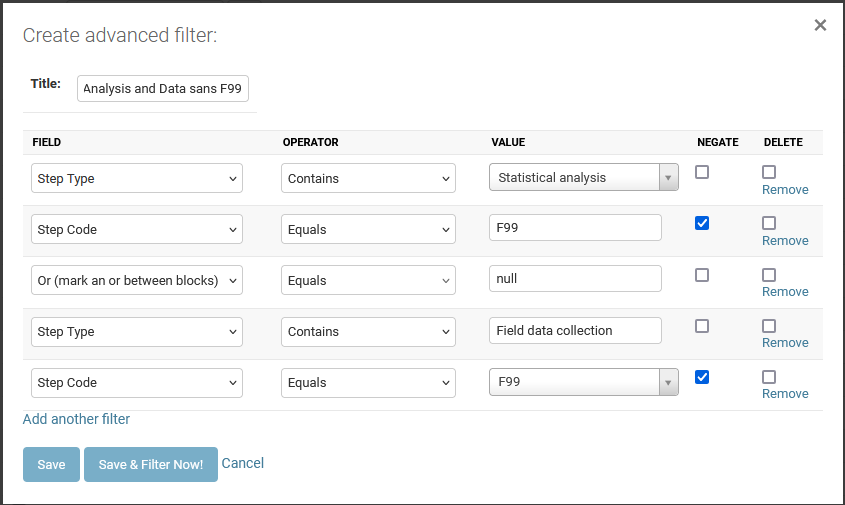 Create advanced filter:
×
Title: Analysis and Data sans F99
FIELD OPERATOR VALUE NEGATE DELETE
Step Type Contains Statistical analysis
Remove
Step Code Equals F99
Remove
Or (mark an or between blocks) Equals null
Remove
Step Type Contains Field data collection
Remove
Step Code Equals F99
Remove
Add another filter
Save Save & Filter Now! Cancel